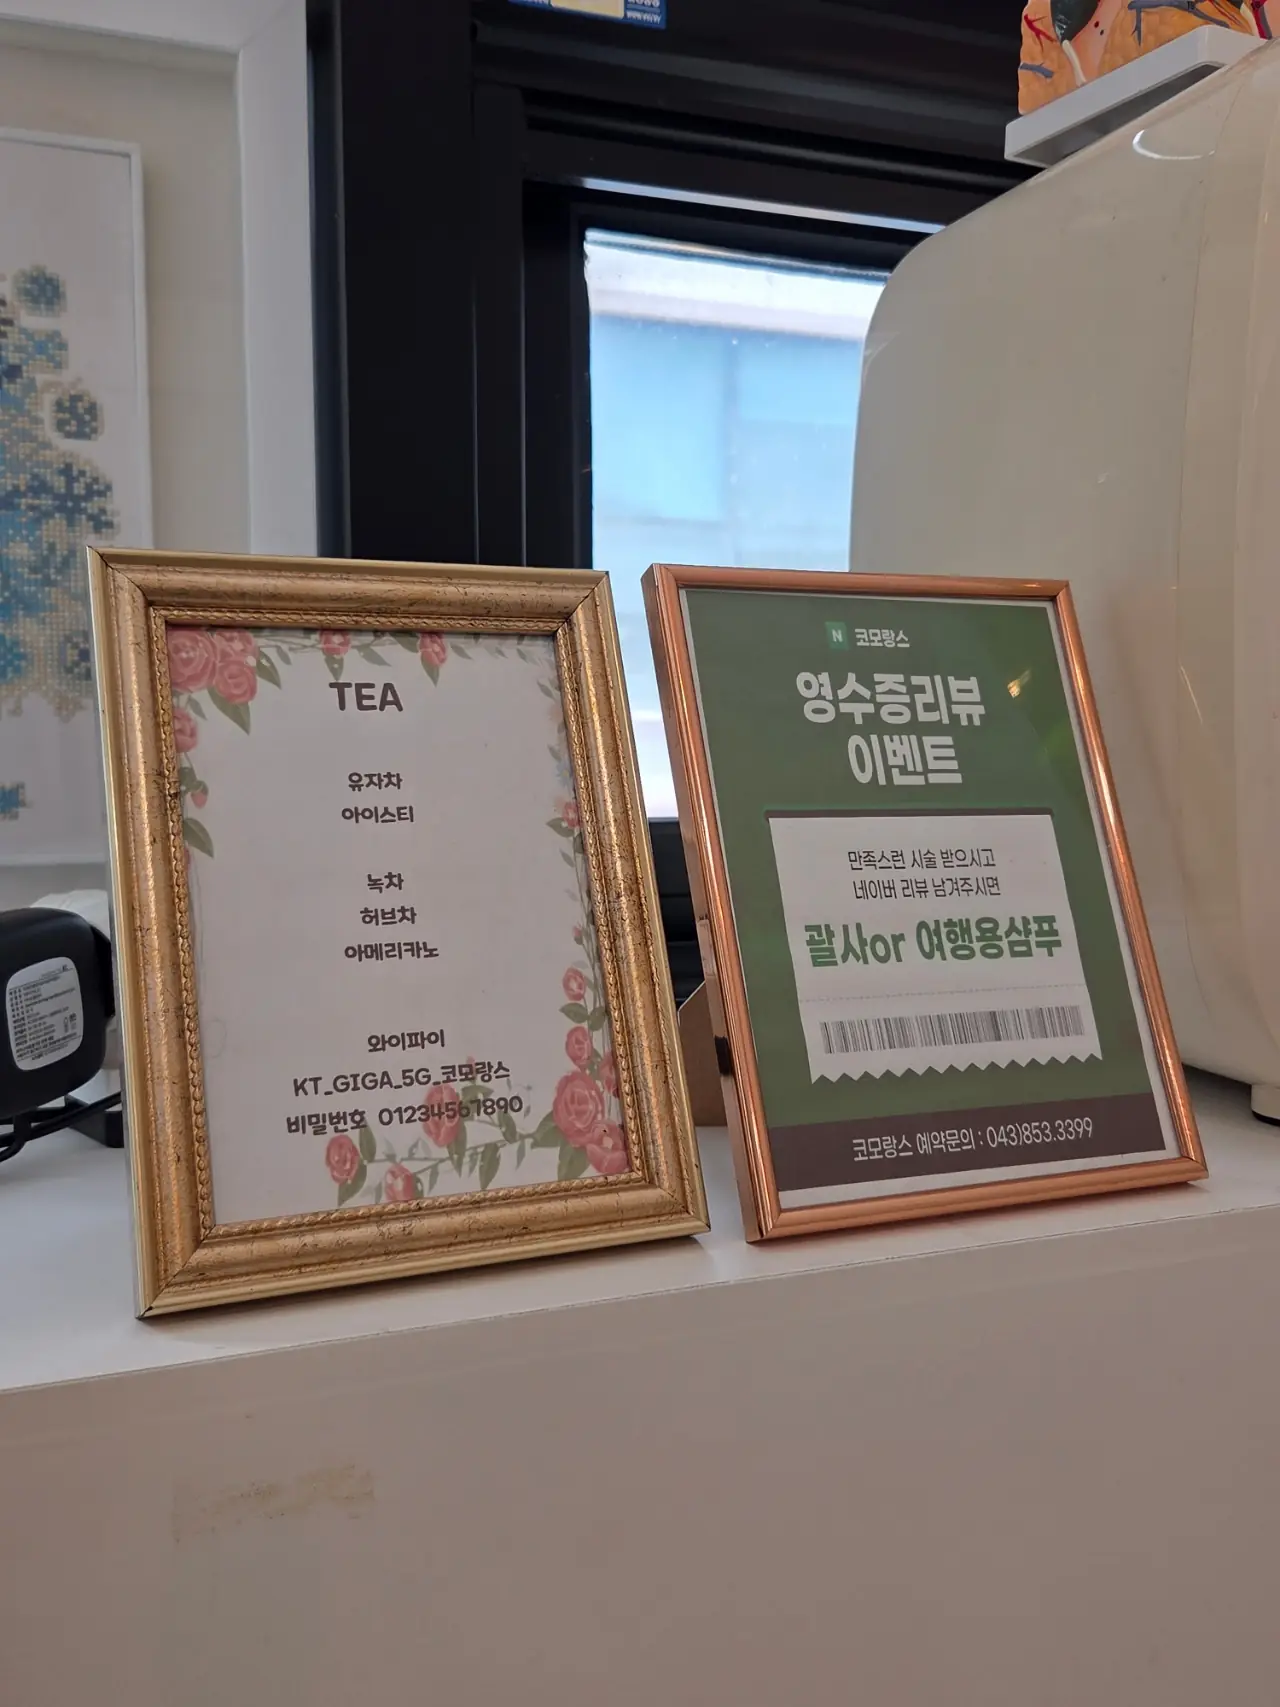 TEA
유자차
아이스티
녹차
허브차
아메리카노
와이파이
KT_GIGA_5G_코모랑스
비밀번호 01234567890
N 코모랑스
영수증리뷰
이벤트
만족스런 시술 받으시고
네이버 리뷰 남겨주시면
괄사or 여행용샴푸
코모랑스 예약문의 : 043)853.3399